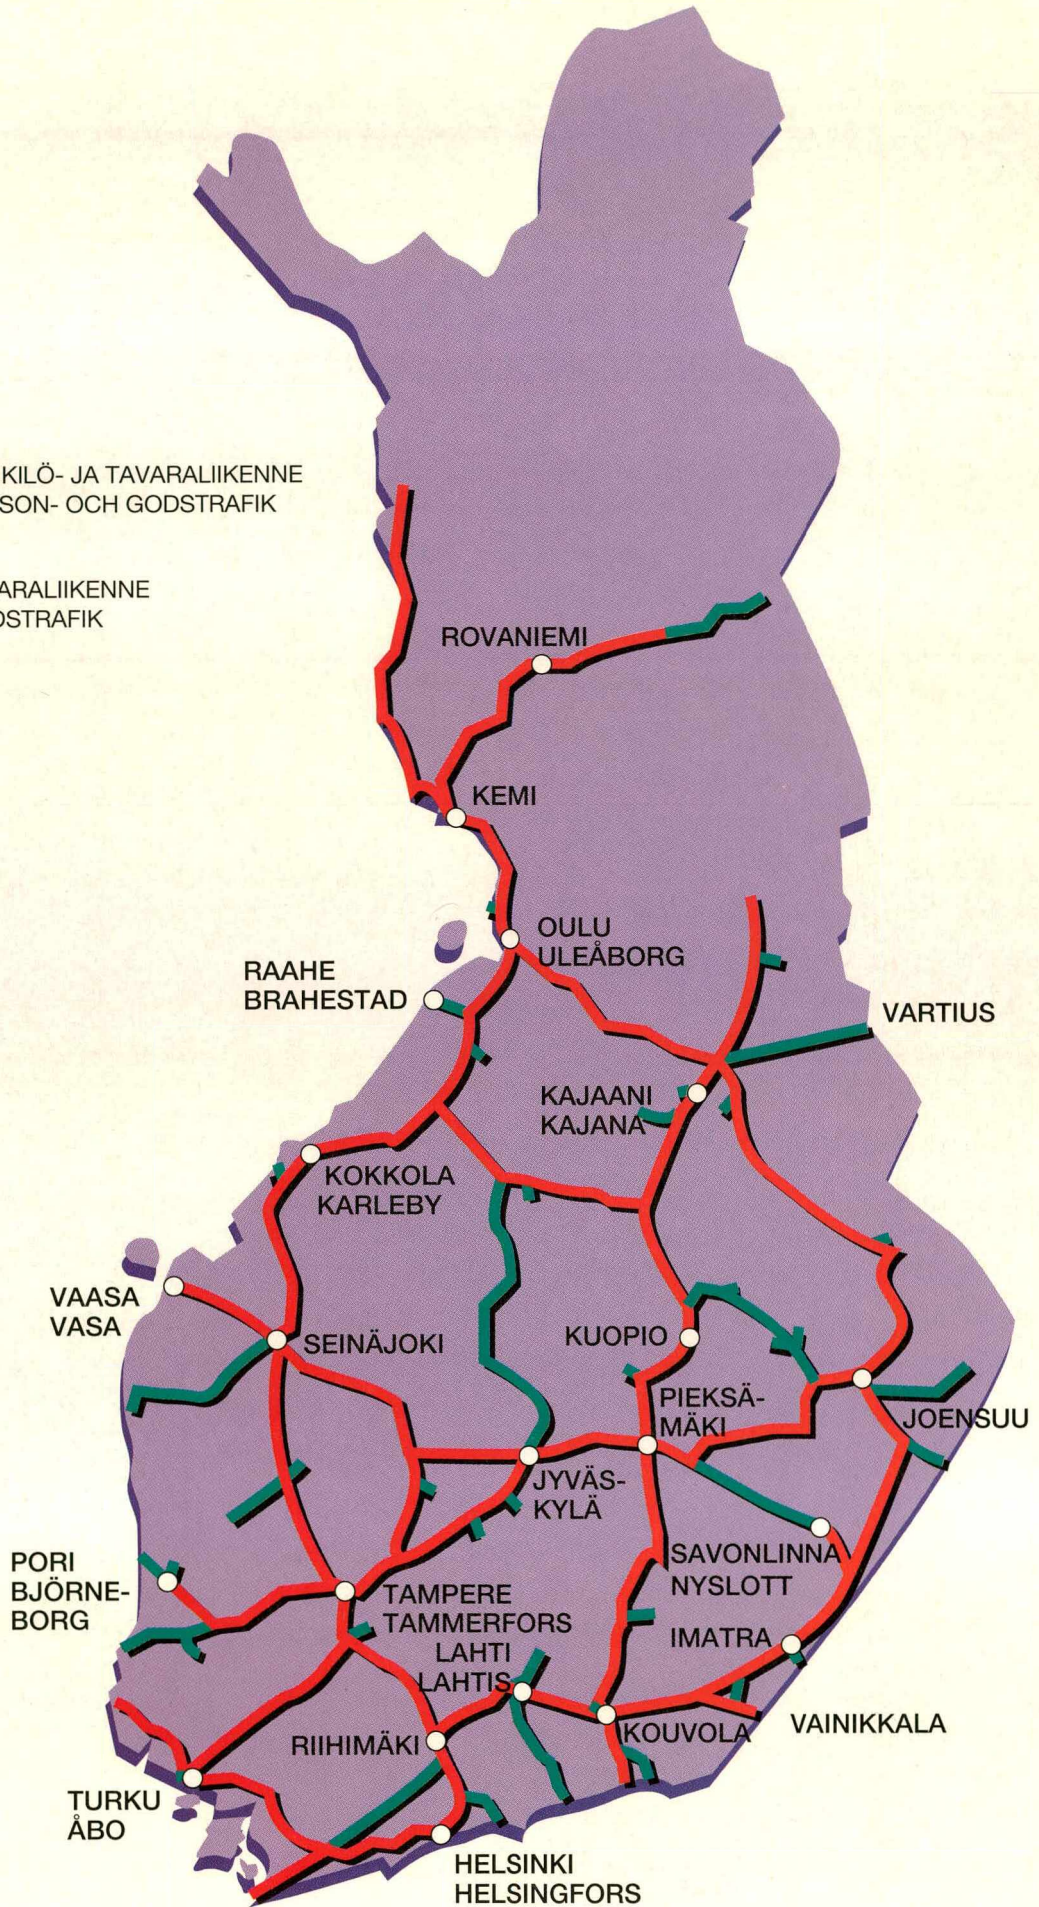 KILÖ- JA TAVARALIIKENNE
SON- OCH GODSTRAFIK
ARALIIKENNE
DSTRAFIK
ROVANIEMI
KEMI
OULU
ULEÅBORG
RAAHE
BRAHESTAD
VARTIUS
KAJAANI
KAJANA
KOKKOLA
KARLEBY
VAASA
VASA
SEINÄJOKI
KUOPIO
PIEKSÄ-
MÄKI
JOENSUU
JYVÄS-
KYLÄ
PORI
BJÖRNE-
BORG
SAVONLINNA
NYSLOTT
TAMPERE
TAMMERFORS
LAHTI
LAHTIS
IMATRA
RIIHIMÄKI
KOUVOLA
VAINIKKALA
TURKU
ÅBO
HELSINKI
HELSINGFORS